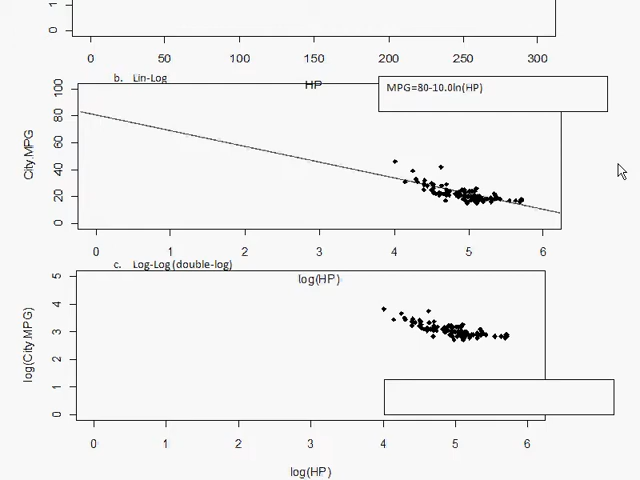 1
0
0 50 100 150 200 250 300
b. Lin-Log
HP
MPG=80-10.0ln(HP)
100
80
60
40
20
0
City.MPG
0 1 2 3 4 5 6
c. Log-Log (double-log)
log(HP)
5
4
3
2
1
0
log(City.MPG)
0 1 2 3 4 5 6
log(HP)